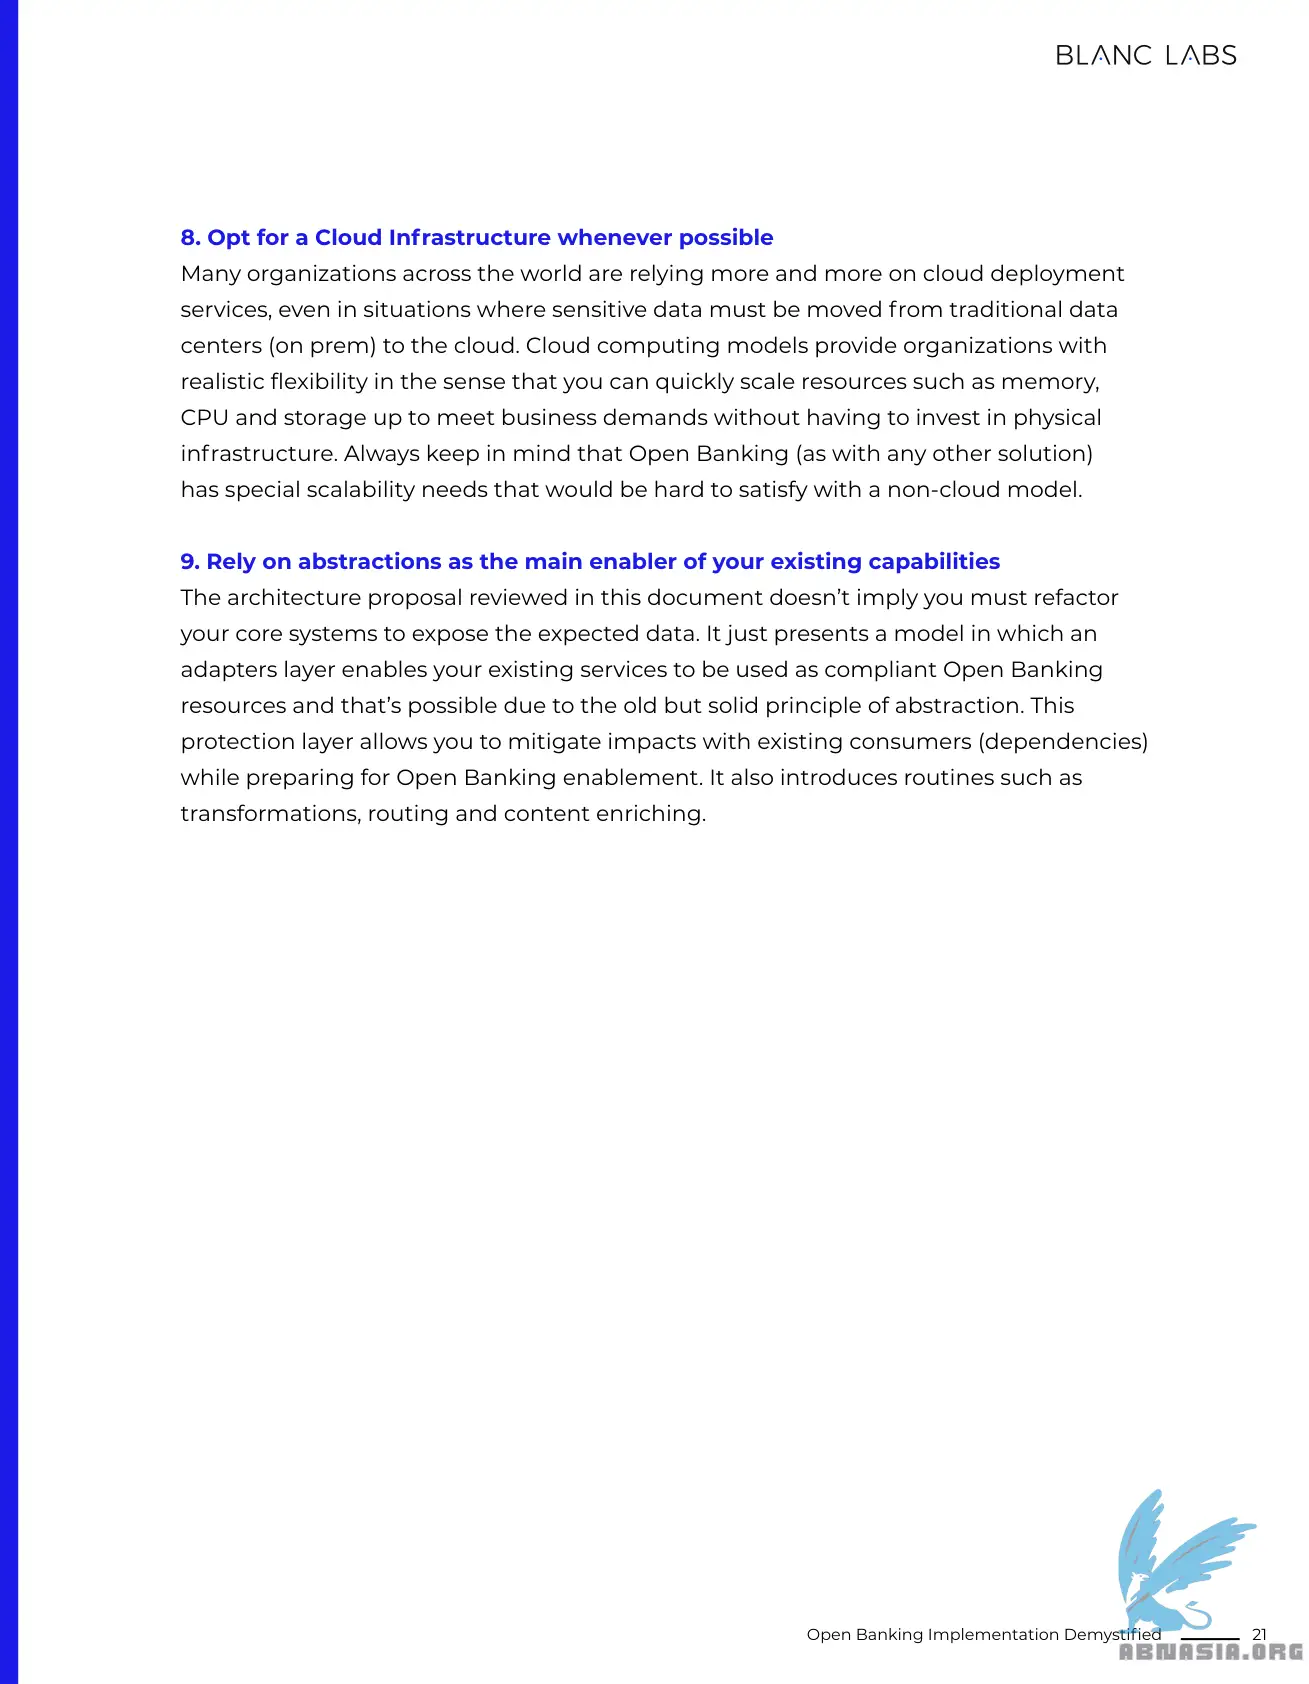 BLANC LABS
8. Opt for a Cloud Infrastructure whenever possible
Many organizations across the world are relying more and more on cloud deployment
services, even in situations where sensitive data must be moved from traditional data
centers (on prem) to the cloud. Cloud computing models provide organizations with
realistic flexibility in the sense that you can quickly scale resources such as memory,
CPU and storage up to meet business demands without having to invest in physical
infrastructure. Always keep in mind that Open Banking (as with any other solution)
has special scalability needs that would be hard to satisfy with a non-cloud model.
9. Rely on abstractions as the main enabler of your existing capabilities
The architecture proposal reviewed in this document doesn’t imply you must refactor
your core systems to expose the expected data. It just presents a model in which an
adapters layer enables your existing services to be used as compliant Open Banking
resources and that’s possible due to the old but solid principle of abstraction. This
protection layer allows you to mitigate impacts with existing consumers (dependencies)
while preparing for Open Banking enablement. It also introduces routines such as
transformations, routing and content enriching.
Open Banking Implementation Demystified 21
ABNASIA.ORG